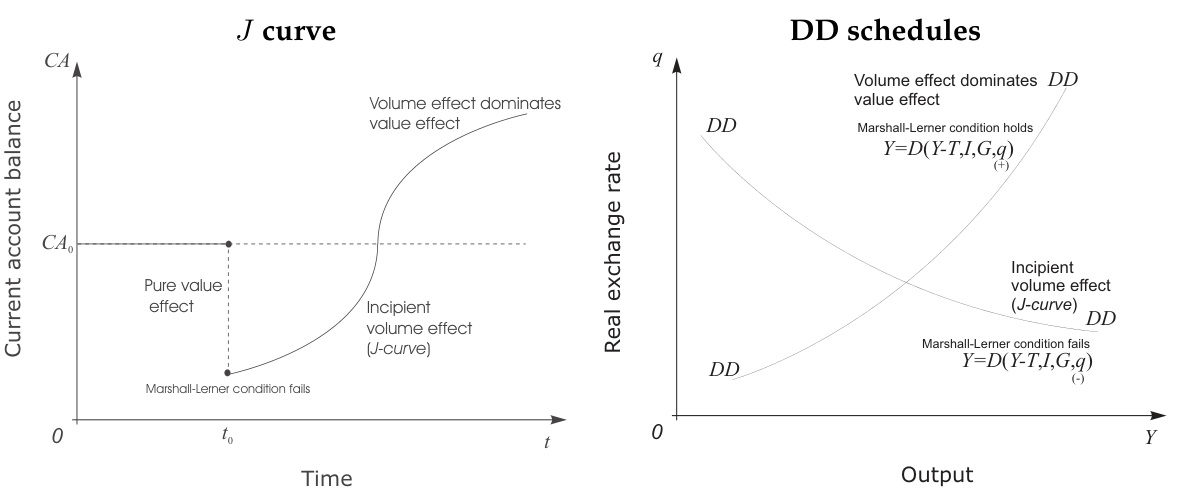 J curve
CA
Current account balance
Volume effect dominates
value effect
CA₀
Pure value
effect
Incipient
volume effect
(J-curve)
Marshall-Lerner condition fails
0
t₀
t
Time
DD schedules
q
Real exchange rate
Volume effect dominates
value effect
DD
Marshall-Lerner condition holds
Y=D(Y-T,I,G,q)
(+)
DD
Incipient
volume effect
(J-curve)
DD
Marshall-Lerner condition fails
Y=D(Y-T,I,G,q)
(-)
DD
0
Y
Output